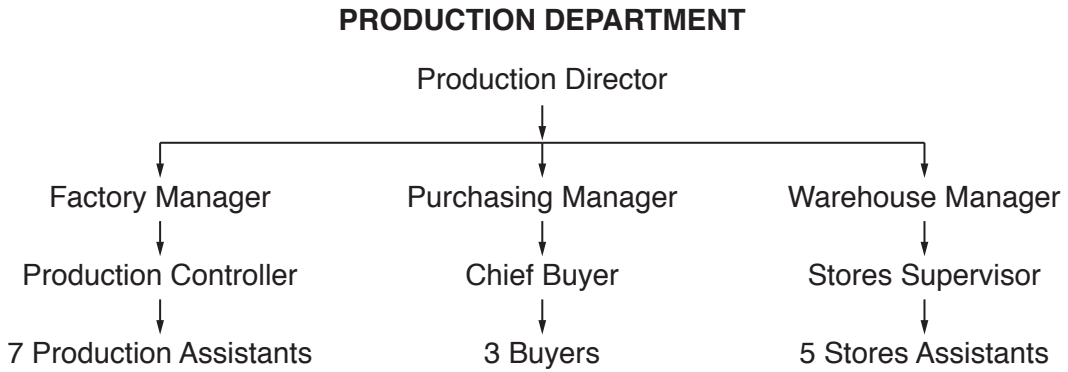 PRODUCTION DEPARTMENT
Production Director
Factory Manager Purchasing Manager Warehouse Manager
Production Controller Chief Buyer Stores Supervisor
7 Production Assistants 3 Buyers 5 Stores Assistants